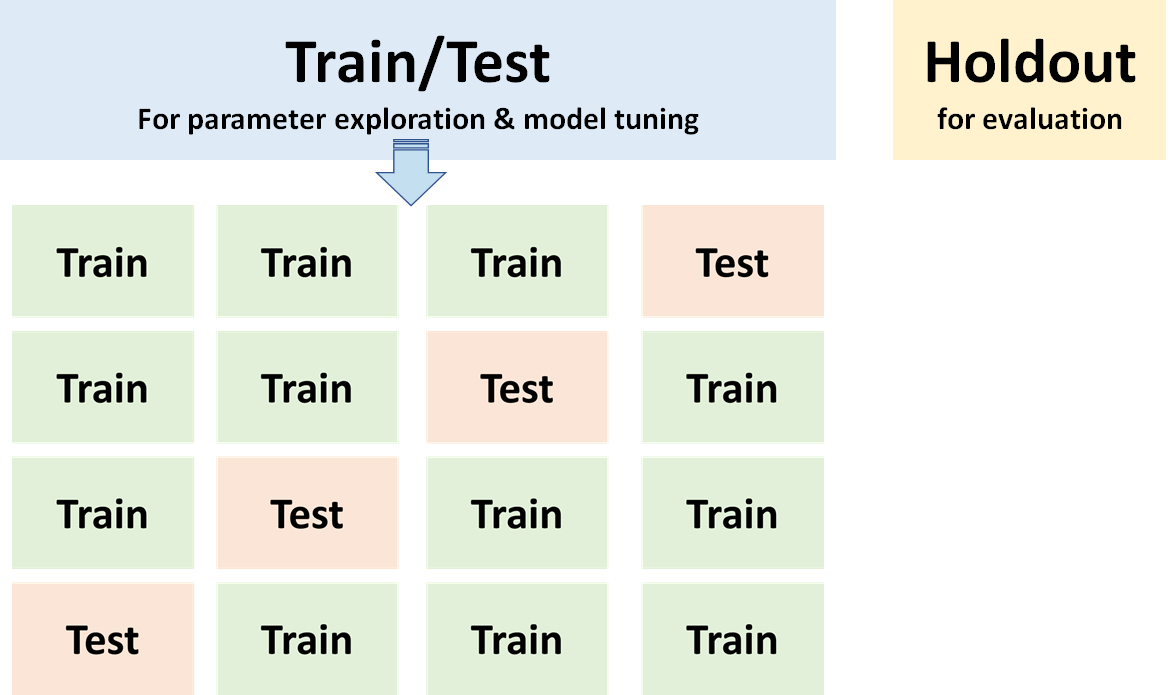 Train/Test
For parameter exploration & model tuning
Holdout
for evaluation
Train Train Train Test
Train Train Test Train
Train Test Train Train
Test Train Train Train